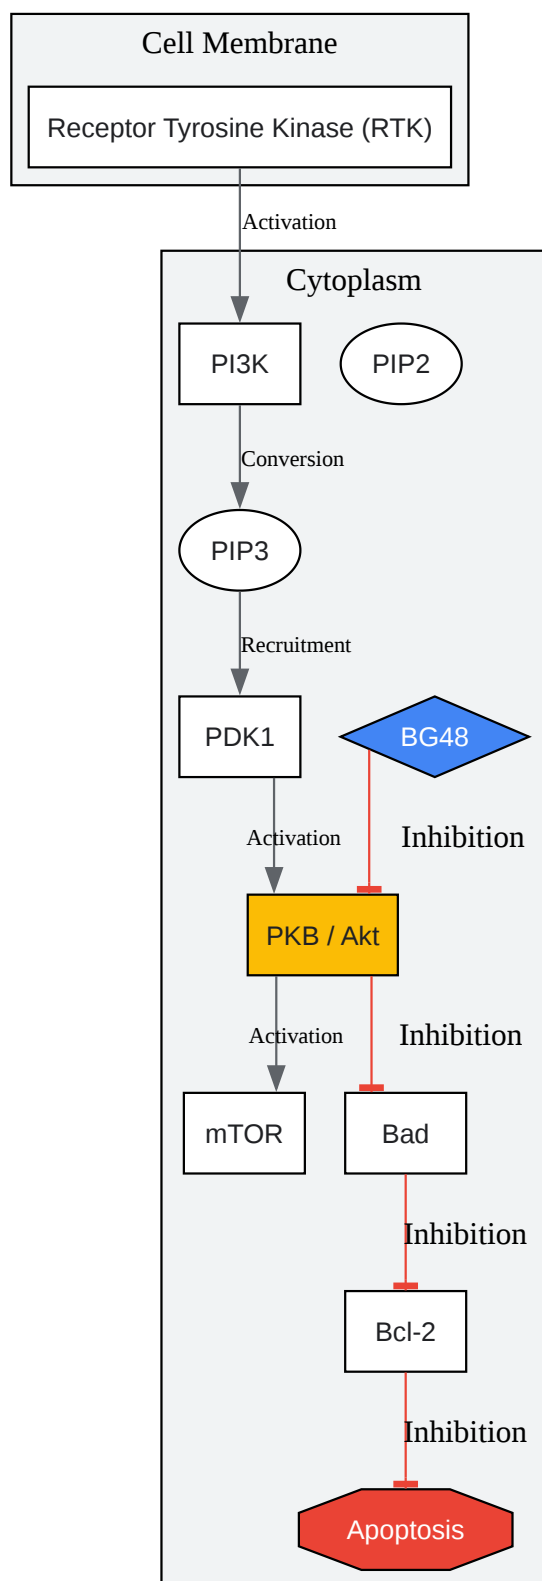 Cell Membrane
Receptor Tyrosine Kinase (RTK)
Activation
Cytoplasm
PI3K
PIP2
Conversion
PIP3
Recruitment
PDK1
BG48
Activation
Inhibition
PKB / Akt
Activation
Inhibition
mTOR
Bad
Inhibition
Bcl-2
Inhibition
Apoptosis